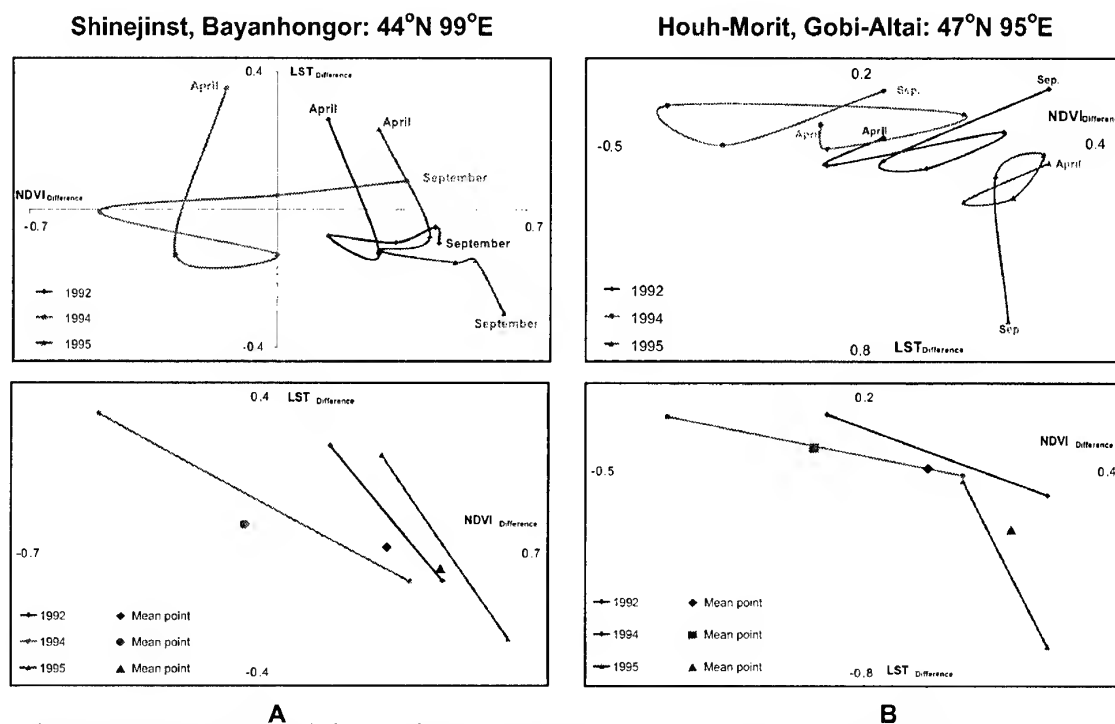 Shinejinst, Bayanhongor: 44°N 99°E
Houh-Morit, Gobi-Altai: 47°N 95°E
0.4 LST Difference
April
April
April
September
NDVI Difference
-0.7
0.7
September
September
1992
1994
1995
-0.4
0.2
Sep.
Sep.
NDVI Difference
-0.5
0.4
April
April
April
Sep
1992
1994
1995
0.8 LST Difference
0.4 LST Difference
NDVI Difference
-0.7
0.7
1992 Mean point
1994 Mean point
1995 Mean point
-0.4
0.2
NDVI Difference
-0.5
0.4
1992 Mean point
1994 Mean point
1995 Mean point
-0.8 LST Difference
A
B